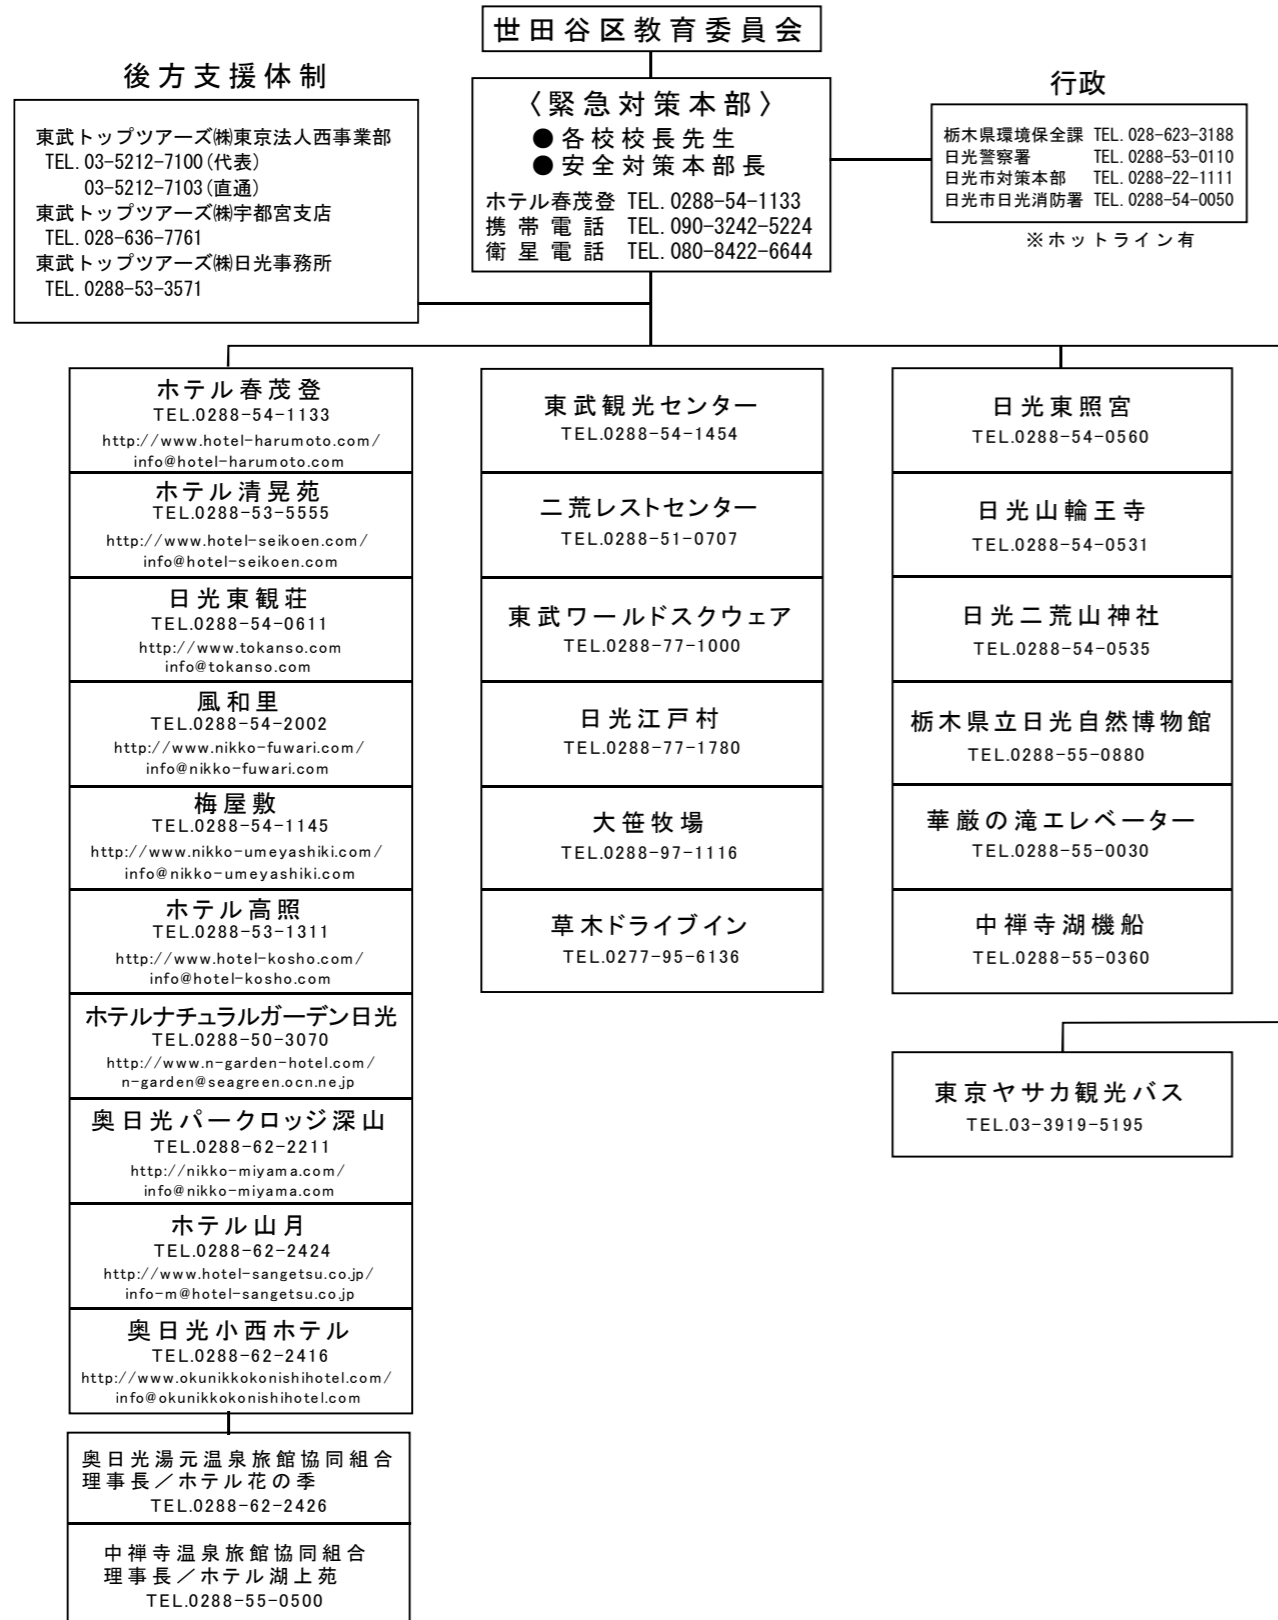 世田谷区教育委員会
後方支援体制
東武トップツアーズ㈱東京法人西事業部
TEL.03-5212-7100(代表)
03-5212-7103(直通)
東武トップツアーズ㈱宇都宮支店
TEL.028-636-7761
東武トップツアーズ㈱日光事務所
TEL.0288-53-3571
〈緊急対策本部〉
●各校校長先生
●安全対策本部長
ホテル春茂登 TEL.0288-54-1133
携帯電話 TEL.090-3242-5224
衛星電話 TEL.080-8422-6644
行政
栃木県環境保全課 TEL.028-623-3188
日光警察署 TEL.0288-53-0110
日光市対策本部 TEL.0288-22-1111
日光市日光消防署 TEL.0288-54-0050
※ホットライン有
ホテル春茂登
TEL.0288-54-1133
http://www.hotel-harumoto.com/
info@hotel-harumoto.com
ホテル清晃苑
TEL.0288-53-5555
http://www.hotel-seikoen.com/
info@hotel-seikoen.com
日光東観荘
TEL.0288-54-0611
http://www.tokanso.com
info@tokanso.com
風和里
TEL.0288-54-2002
http://www.nikko-fuwari.com/
info@nikko-fuwari.com
梅屋敷
TEL.0288-54-1145
http://www.nikko-umeyashiki.com/
info@nikko-umeyashiki.com
ホテル高照
TEL.0288-53-1311
http://www.hotel-kosho.com/
info@hotel-kosho.com
ホテルナチュラルガーデン日光
TEL.0288-50-3070
http://www.n-garden-hotel.com/
n-garden@seagreen.ocn.ne.jp
奥日光パークロッジ深山
TEL.0288-62-2211
http://nikko-miyama.com/
info@nikko-miyama.com
ホテル山月
TEL.0288-62-2424
http://www.hotel-sangetsu.co.jp/
info-m@hotel-sangetsu.co.jp
奥日光小西ホテル
TEL.0288-62-2416
http://www.okunikkokonishihotel.com/
info@okunikkokonishihotel.com
奥日光湯元温泉旅館協同組合
理事長／ホテル花の季
TEL.0288-62-2426
中禅寺温泉旅館協同組合
理事長／ホテル湖上苑
TEL.0288-55-0500
東武観光センター
TEL.0288-54-1454
二荒レストセンター
TEL.0288-51-0707
東武ワールドスクウェア
TEL.0288-77-1000
日光江戸村
TEL.0288-77-1780
大笹牧場
TEL.0288-97-1116
草木ドライブイン
TEL.0277-95-6136
日光東照宮
TEL.0288-54-0560
日光山輪王寺
TEL.0288-54-0531
日光二荒山神社
TEL.0288-54-0535
栃木県立日光自然博物館
TEL.0288-55-0880
華厳の滝エレベーター
TEL.0288-55-0030
中禅寺湖機船
TEL.0288-55-0360
東京ヤサカ観光バス
TEL.03-3919-5195